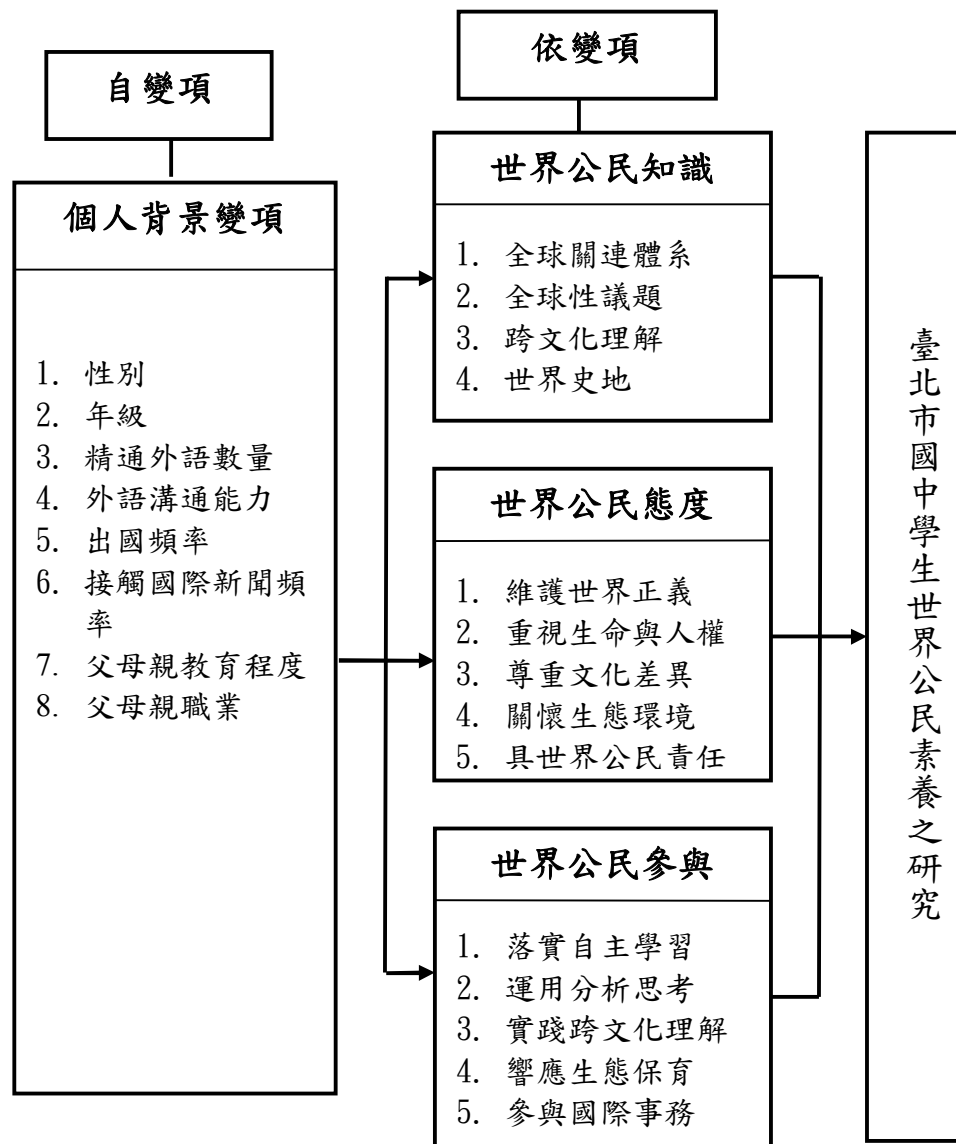 自變項
個人背景變項
1. 性別
2. 年級
3. 精通外語數量
4. 外語溝通能力
5. 出國頻率
6. 接觸國際新聞頻
率
7. 父母親教育程度
8. 父母親職業
依變項
世界公民知識
1. 全球關連體系
2. 全球性議題
3. 跨文化理解
4. 世界史地
世界公民態度
1. 維護世界正義
2. 重視生命與人權
3. 尊重文化差異
4. 關懷生態環境
5. 具世界公民責任
世界公民參與
1. 落實自主學習
2. 運用分析思考
3. 實踐跨文化理解
4. 響應生態保育
5. 參與國際事務
臺北市國中學生世界公民素養之研究